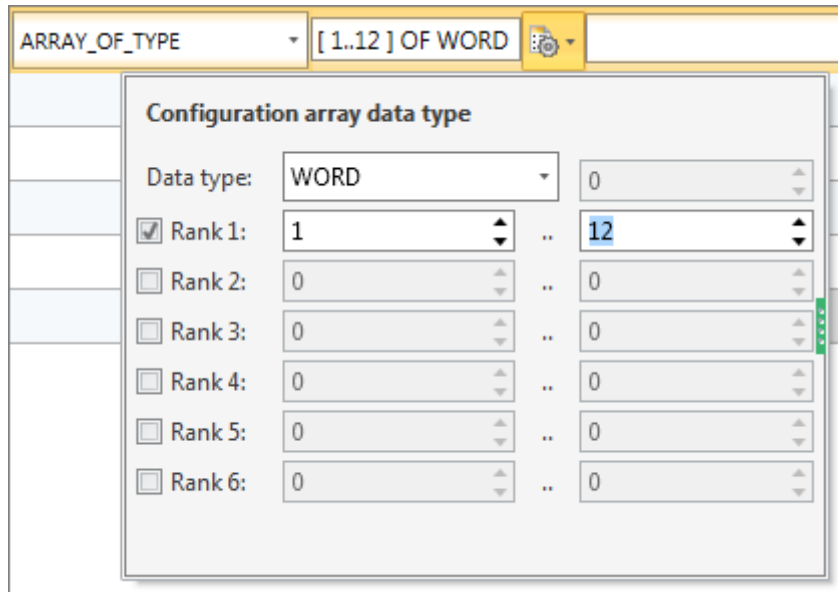 ARRAY_OF_TYPE [ 1..12 ] OF WORD
Configuration array data type
Data type: WORD 0
Rank 1: 1 .. 12
Rank 2: 0 .. 0
Rank 3: 0 .. 0
Rank 4: 0 .. 0
Rank 5: 0 .. 0
Rank 6: 0 .. 0